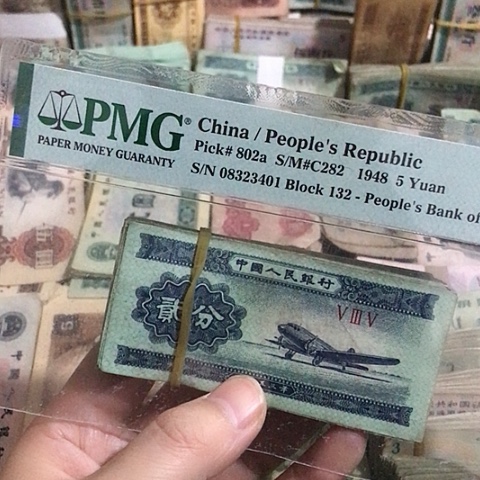 PMG®
PAPER MONEY GUARANTY
China / People's Republic
Pick# 802a S/M#C282 1948 5 Yuan
S/N 08323401 Block 132 - People's Bank of
中國人民銀行
VIII V
貳分